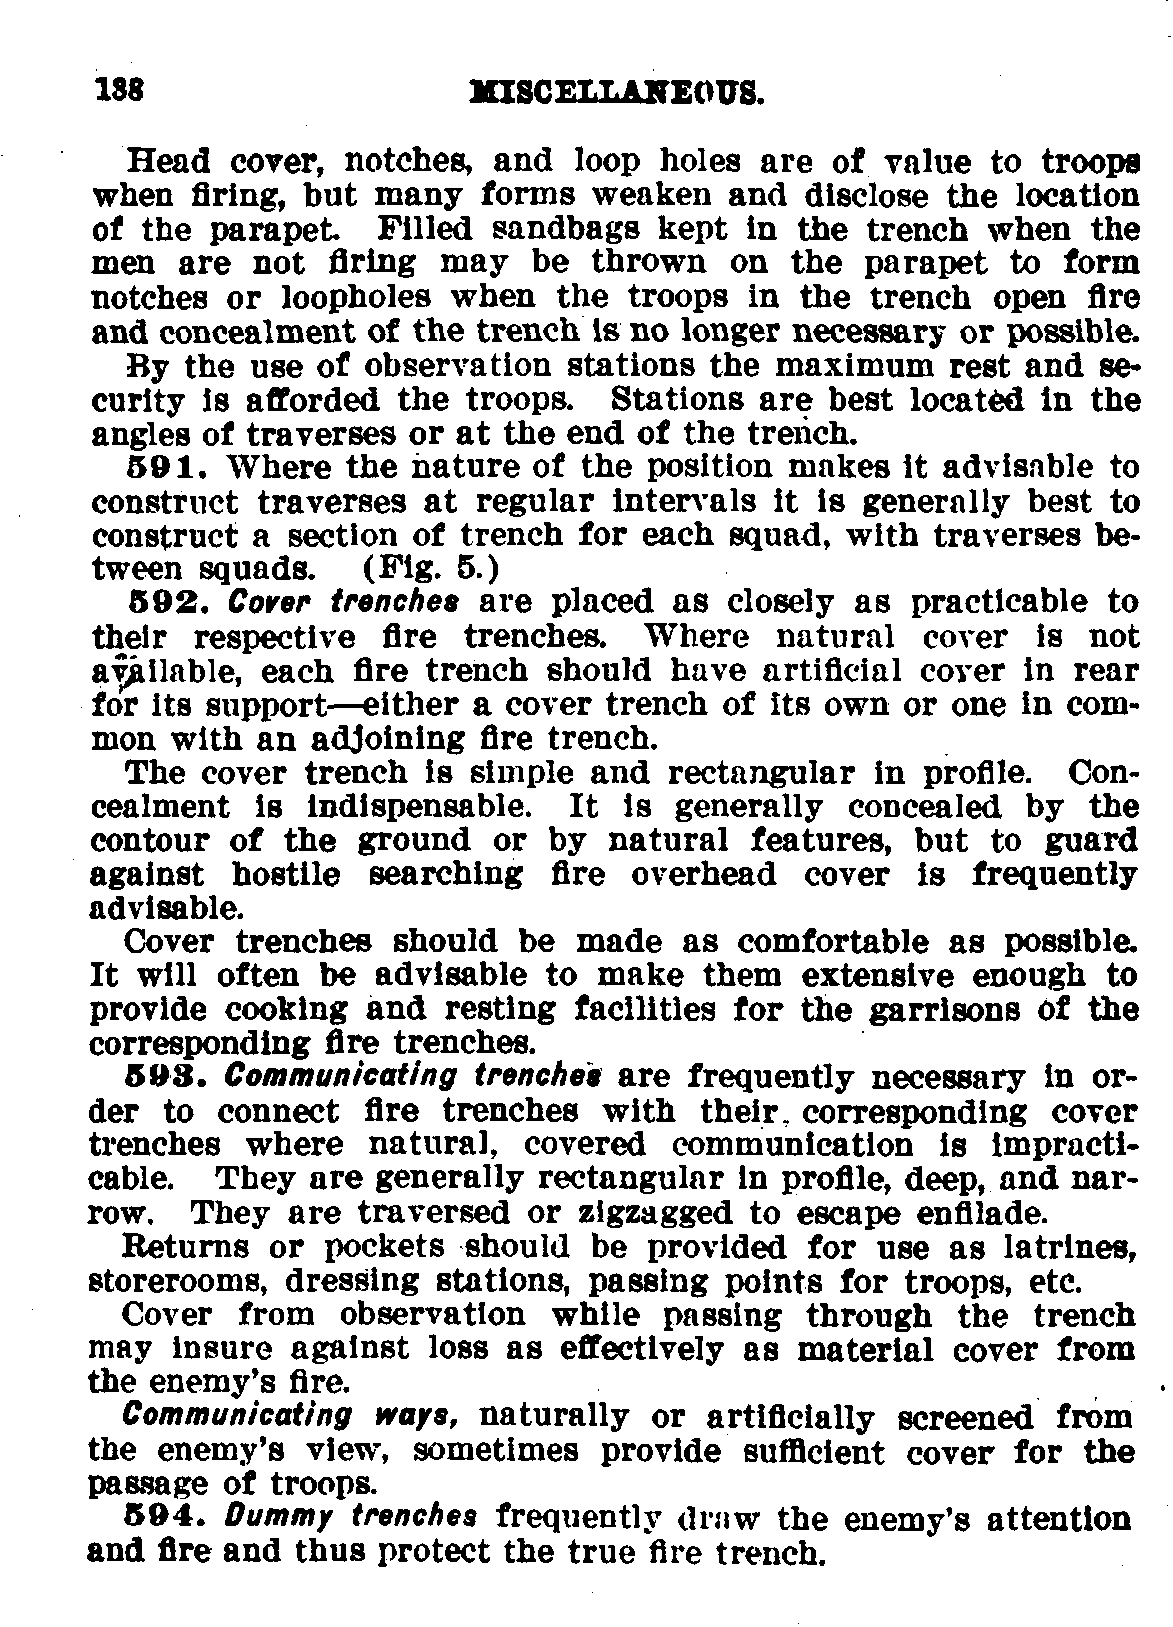 138 MISCELLANEOUS.
Head cover, notches, and loop holes are of value to troops
when firing, but many forms weaken and disclose the location
of the parapet. Filled sandbags kept in the trench when the
men are not firing may be thrown on the parapet to form
notches or loopholes when the troops in the trench open fire
and concealment of the trench is no longer necessary or possible.
By the use of observation stations the maximum rest and se-
curity is afforded the troops. Stations are best located in the
angles of traverses or at the end of the trench.
591. Where the nature of the position makes it advisable to
construct traverses at regular intervals it is generally best to
construct a section of trench for each squad, with traverses be-
tween squads. (Fig. 5.)
592. Cover trenches are placed as closely as practicable to
their respective fire trenches. Where natural cover is not
available, each fire trench should have artificial cover in rear
for its support—either a cover trench of its own or one in com-
mon with an adjoining fire trench.
The cover trench is simple and rectangular in profile. Con-
cealment is indispensable. It is generally concealed by the
contour of the ground or by natural features, but to guard
against hostile searching fire overhead cover is frequently
advisable.
Cover trenches should be made as comfortable as possible.
It will often be advisable to make them extensive enough to
provide cooking and resting facilities for the garrisons of the
corresponding fire trenches.
593. Communicating trenches are frequently necessary in or-
der to connect fire trenches with their corresponding cover
trenches where natural, covered communication is impracti-
cable. They are generally rectangular in profile, deep, and nar-
row. They are traversed or zigzagged to escape enfilade.
Returns or pockets should be provided for use as latrines,
storerooms, dressing stations, passing points for troops, etc.
Cover from observation while passing through the trench
may insure against loss as effectively as material cover from
the enemy's fire.
Communicating ways, naturally or artificially screened from
the enemy's view, sometimes provide sufficient cover for the
passage of troops.
594. Dummy trenches frequently draw the enemy's attention
and fire and thus protect the true fire trench.